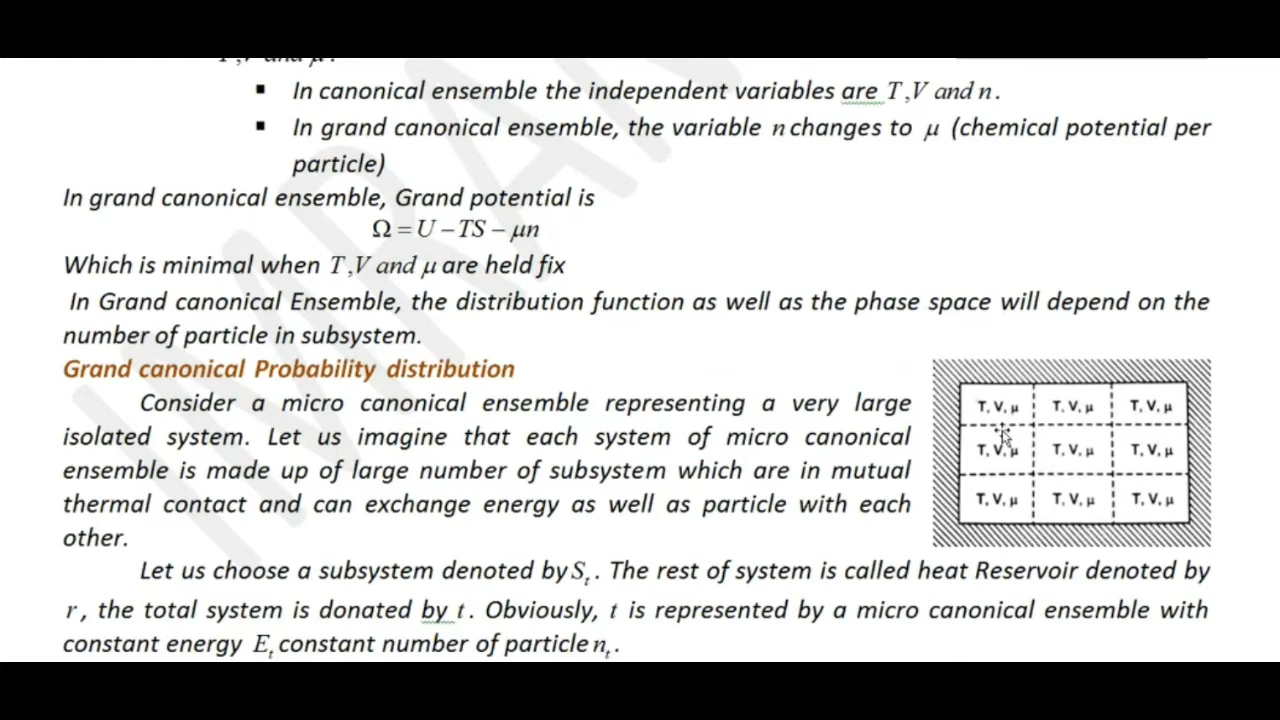 T ,V and μ .
▪ In canonical ensemble the independent variables are T ,V and n .
▪ In grand canonical ensemble, the variable n changes to μ (chemical potential per
particle)
In grand canonical ensemble, Grand potential is
Ω = U − TS − μn
Which is minimal when T ,V and μ are held fix
In Grand canonical Ensemble, the distribution function as well as the phase space will depend on the
number of particle in subsystem.
Grand canonical Probability distribution
Consider a micro canonical ensemble representing a very large
isolated system. Let us imagine that each system of micro canonical
ensemble is made up of large number of subsystem which are in mutual
thermal contact and can exchange energy as well as particle with each
other.
T, V, μ T, V, μ T, V, μ
T, V, μ T, V, μ T, V, μ
T, V, μ T, V, μ T, V, μ
Let us choose a subsystem denoted by Sₜ . The rest of system is called heat Reservoir denoted by
r , the total system is donated by t . Obviously, t is represented by a micro canonical ensemble with
constant energy Eₜ constant number of particle nₜ .
IMRAN